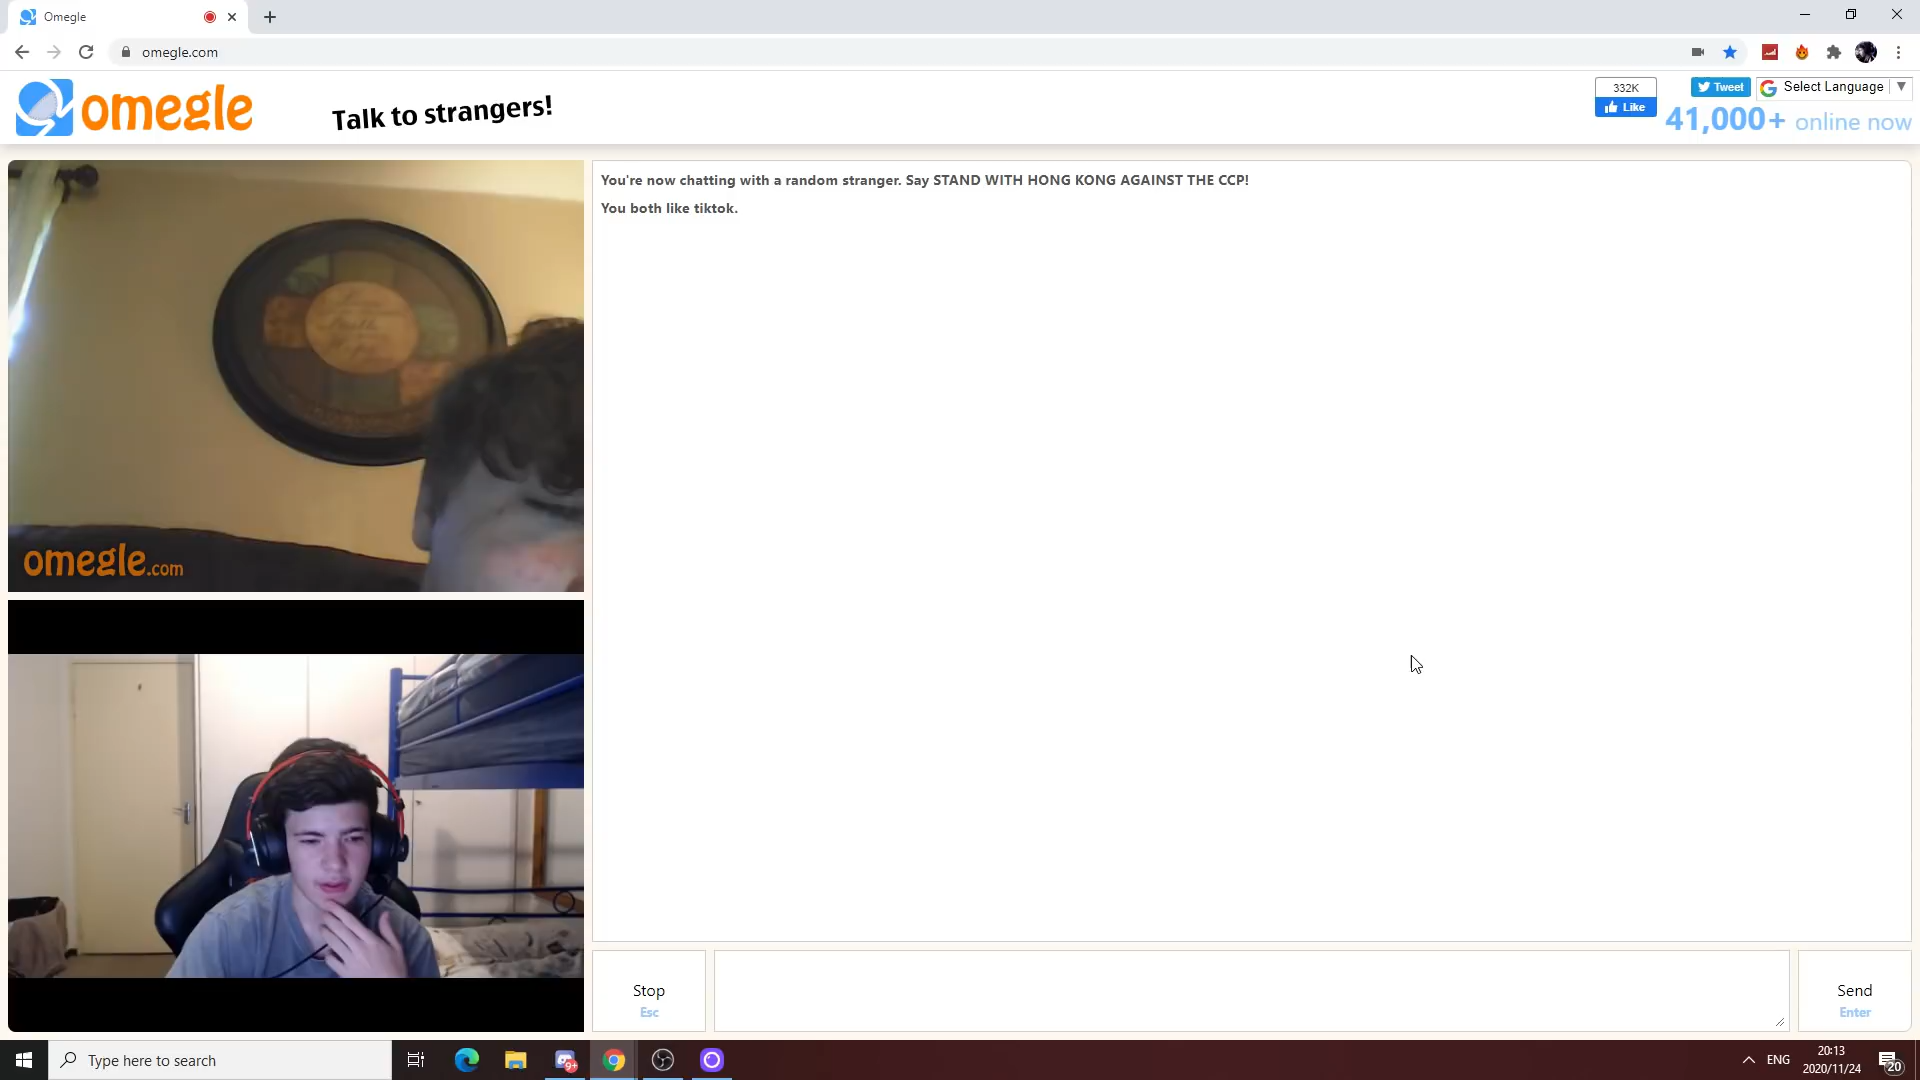 Omegle
omegle.com
omegle
Talk to strangers!
332K
Like
Tweet
Select Language
41,000+ online now
omegle.com
You're now chatting with a random stranger. Say STAND WITH HONG KONG AGAINST THE CCP!
You both like tiktok.
Stop
Esc
Send
Enter
Type here to search
9+
ENG
20:13
2020/11/24
20